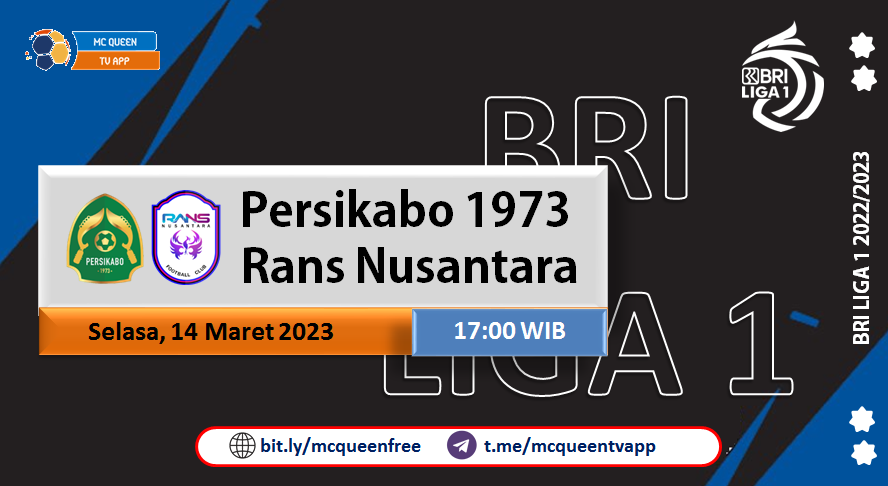 MC QUEEN
TV APP
BRI
LIGA 1
BRI
LIGA 1
PERSIKABO
1973
RANS
NUSANTARA
FOOTBALL CLUB
Persikabo 1973
Rans Nusantara
Selasa, 14 Maret 2023
17:00 WIB
BRI LIGA 1 2022/2023
bit.ly/mcqueenfree
t.me/mcqueentvapp